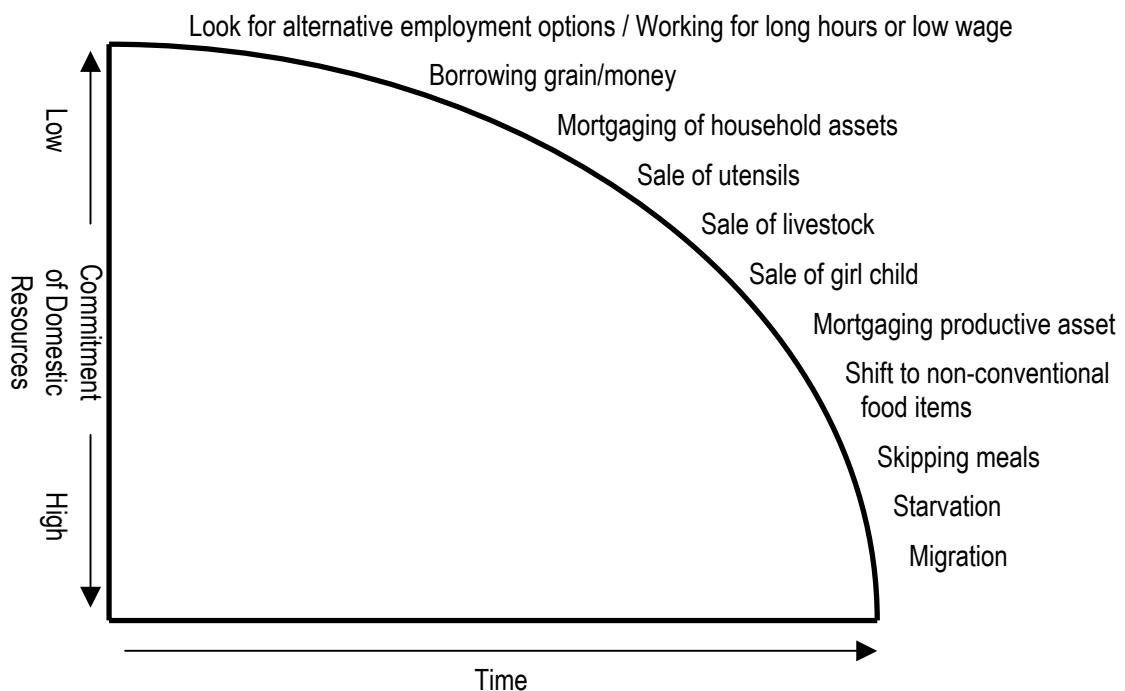 Look for alternative employment options / Working for long hours or low wage
Borrowing grain/money
Mortgaging of household assets
Sale of utensils
Sale of livestock
Sale of girl child
Mortgaging productive asset
Shift to non-conventional
food items
Skipping meals
Starvation
Migration
Low
Commitment
of Domestic
Resources
High
Time